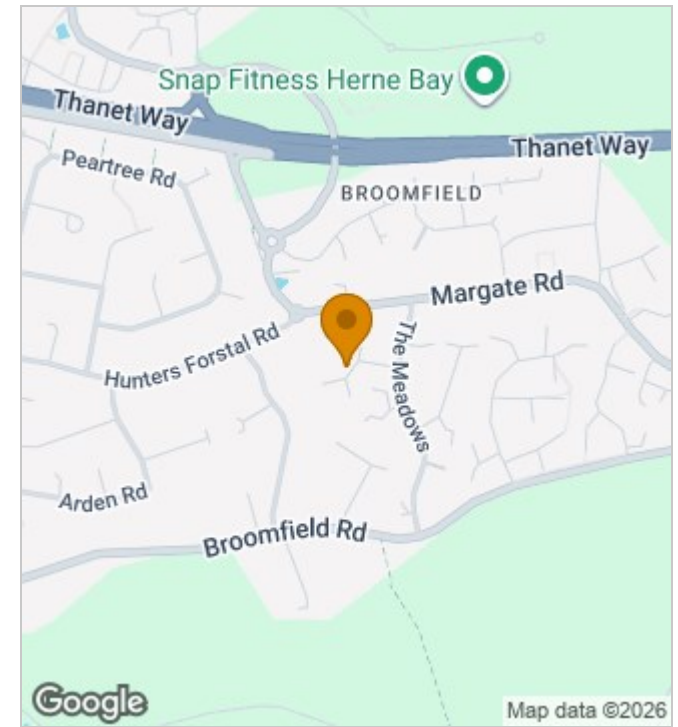 Snap Fitness Herne Bay
Thanet Way
Thanet Way
Peartree Rd
BROOMFIELD
Margate Rd
Hunters Forstal Rd
The Meadows
Arden Rd
Broomfield Rd
Google
Map data ©2026